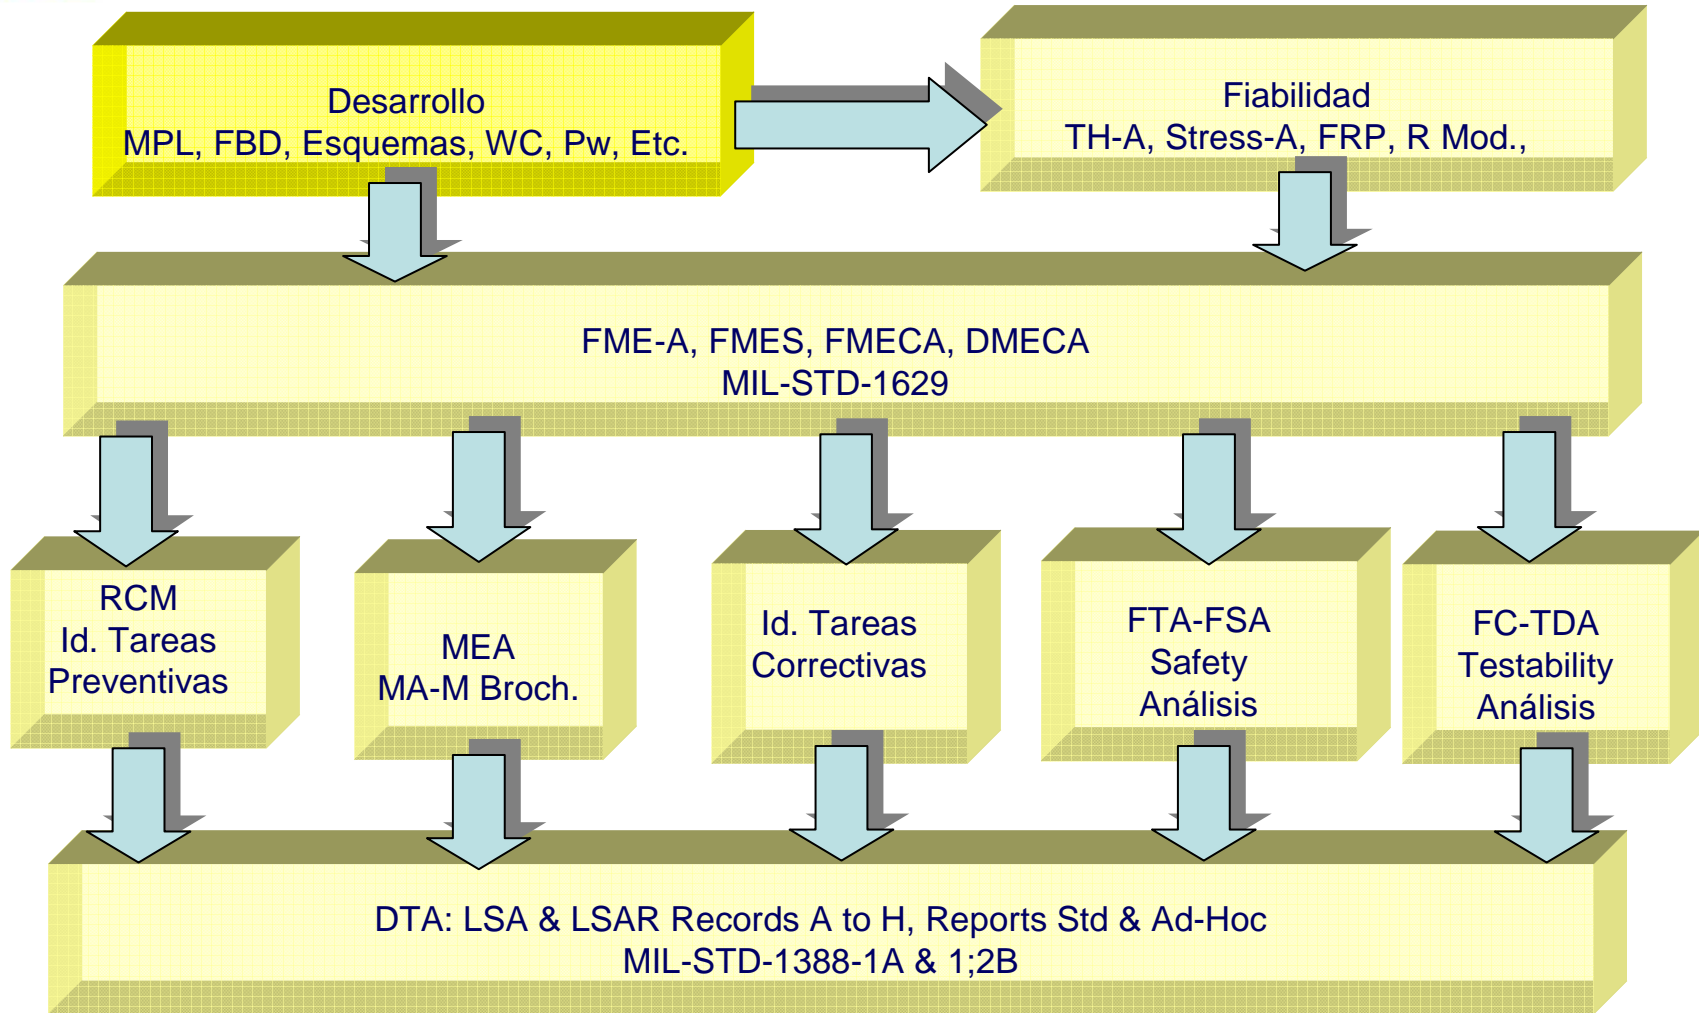 Desarrollo
MPL, FBD, Esquemas, WC, Pw, Etc.
Fiabilidad
TH-A, Stress-A, FRP, R Mod.,
FME-A, FMES, FMECA, DMECA
MIL-STD-1629
RCM
Id. Tareas
Preventivas
MEA
MA-M Broch.
Id. Tareas
Correctivas
FTA-FSA
Safety
Análisis
FC-TDA
Testability
Análisis
DTA: LSA & LSAR Records A to H, Reports Std & Ad-Hoc
MIL-STD-1388-1A & 1;2B